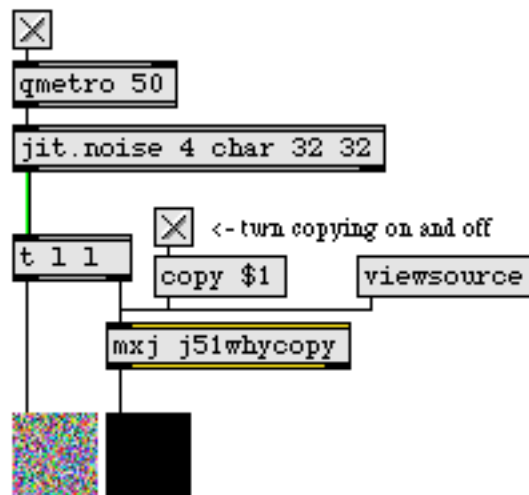 qmetro 50
jit.noise 4 char 32 32
<- turn copying on and off
t l l
copy $1
viewsource
mxj j51whycopy